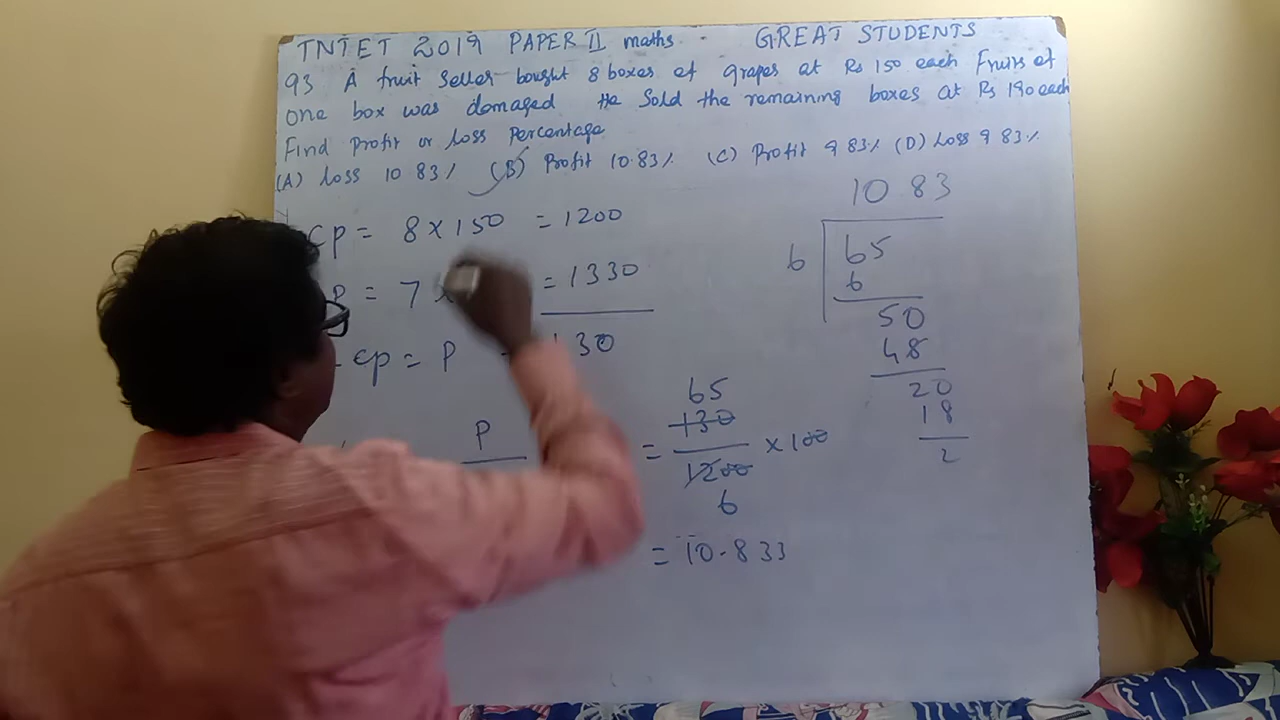 TNTET 2019 PAPER II maths GREAT STUDENTS
93 A fruit seller bought 8 boxes of grapes at Rs 150 each Fruits of
one box was damaged He Sold the remaining boxes at Rs 190 each
Find Profit or loss Percentage
(A) Loss 10 83% (B) Profit 10.83% (C) Profit 9 83% (D) Loss 9 83%
CP = 8 × 150 = 1200
P = 7 = 1330
CP = P 130
P
65
= 130
1200 × 100
6
= 10.833
10 83
6 65
6
50
48
20
18
2